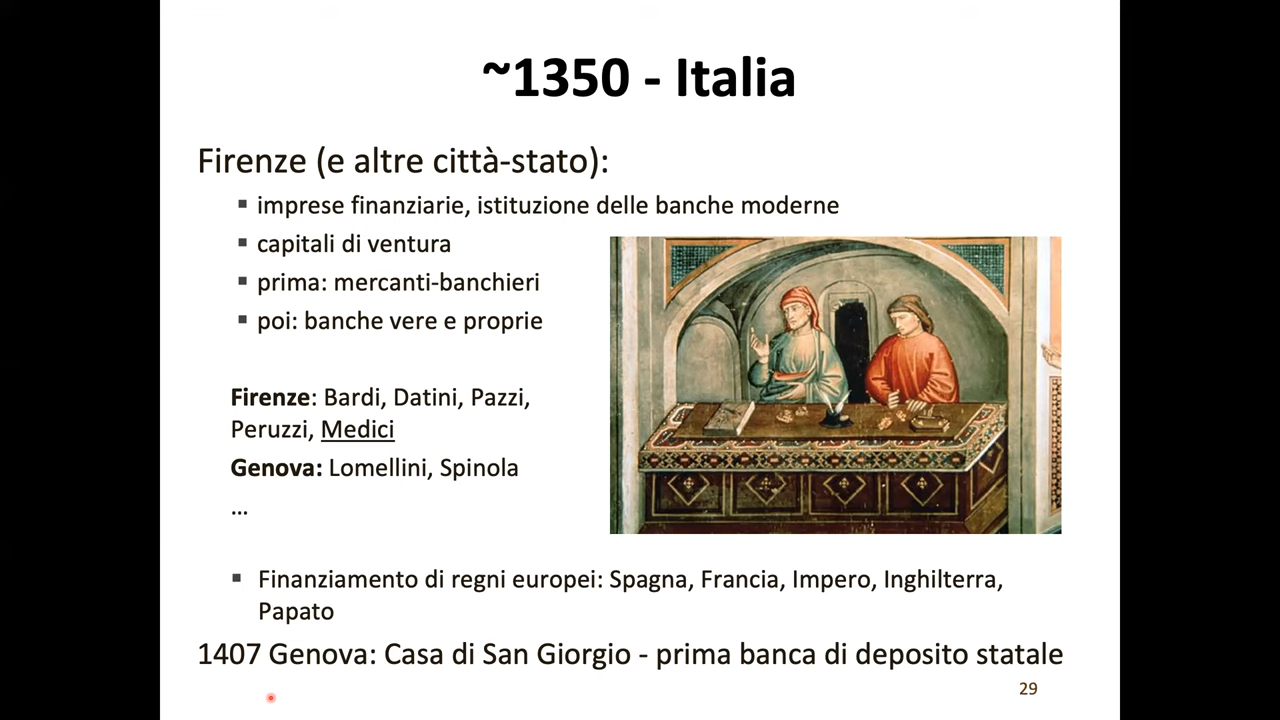 ~1350 - Italia
Firenze (e altre città-stato):
▪ imprese finanziarie, istituzione delle banche moderne
▪ capitali di ventura
▪ prima: mercanti-banchieri
▪ poi: banche vere e proprie
Firenze: Bardi, Datini, Pazzi,
Peruzzi, Medici
Genova: Lomellini, Spinola
...
▪ Finanziamento di regni europei: Spagna, Francia, Impero, Inghilterra,
Papato
1407 Genova: Casa di San Giorgio - prima banca di deposito statale
29